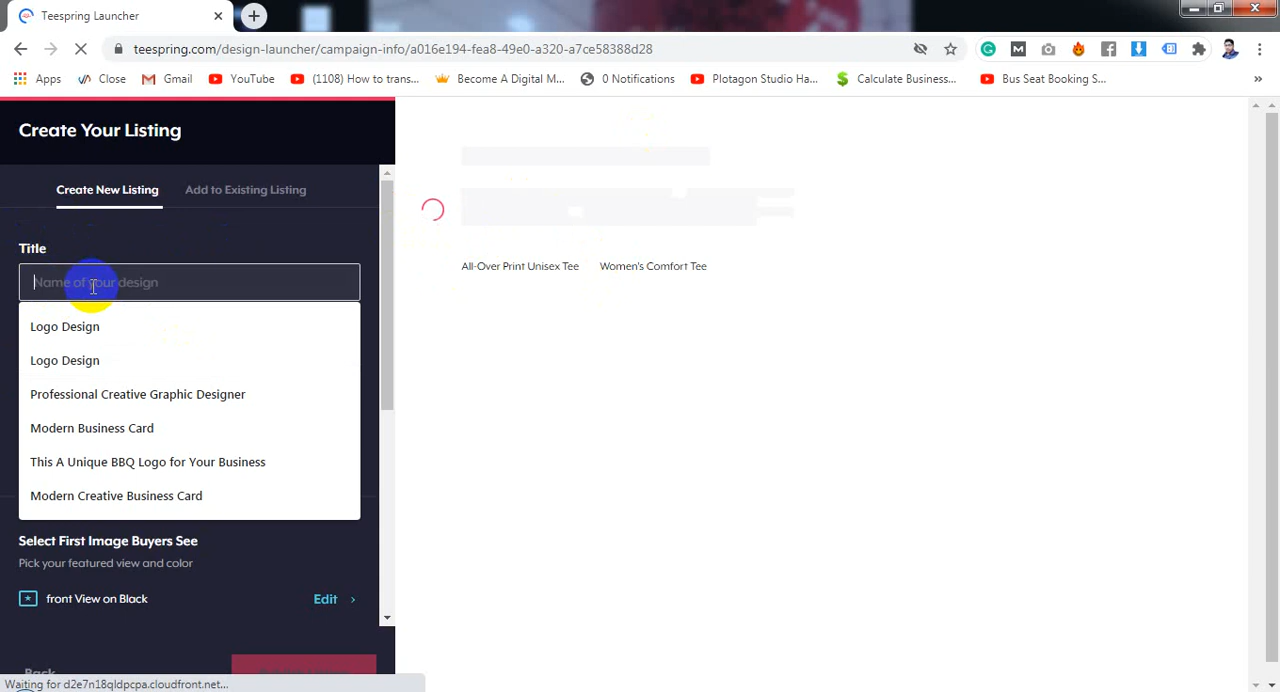 Teespring Launcher
teespring.com/design-launcher/campaign-info/a016e194-fea8-49e0-a320-a7ce58388d28
Apps Close Gmail YouTube (1108) How to trans... Become A Digital M... 0 Notifications Plotagon Studio Ha... Calculate Business... Bus Seat Booking S... »
Create Your Listing
Create New Listing Add to Existing Listing
Title
Name of your design
Logo Design
Logo Design
Professional Creative Graphic Designer
Modern Business Card
This A Unique BBQ Logo for Your Business
Modern Creative Business Card
All-Over Print Unisex Tee Women's Comfort Tee
Select First Image Buyers See
Pick your featured view and color
front View on Black Edit ›
Back
Waiting for d2e7n18qldpcpa.cloudfront.net...